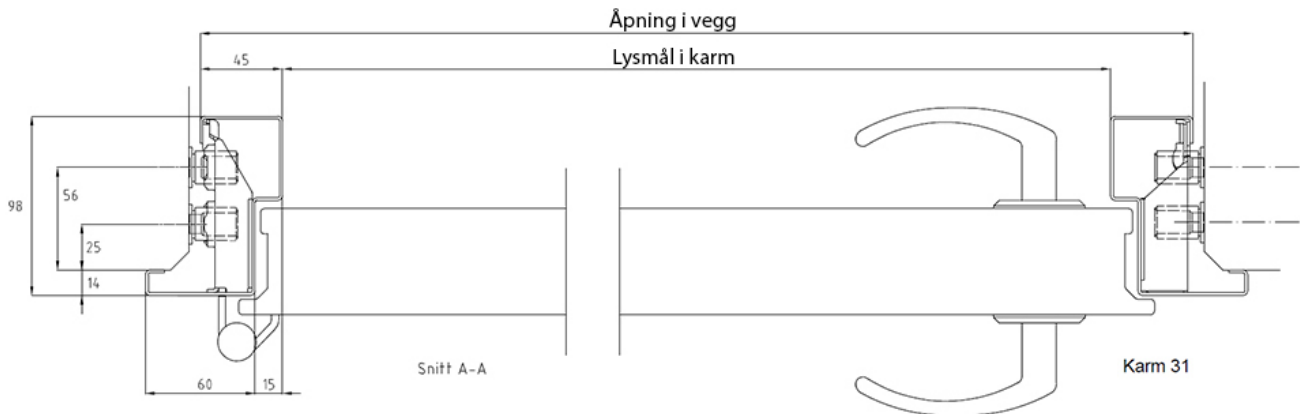 Åpning i vegg
45
Lysmål i karm
98
56
25
14
60
15
Snitt A-A
Karm 31